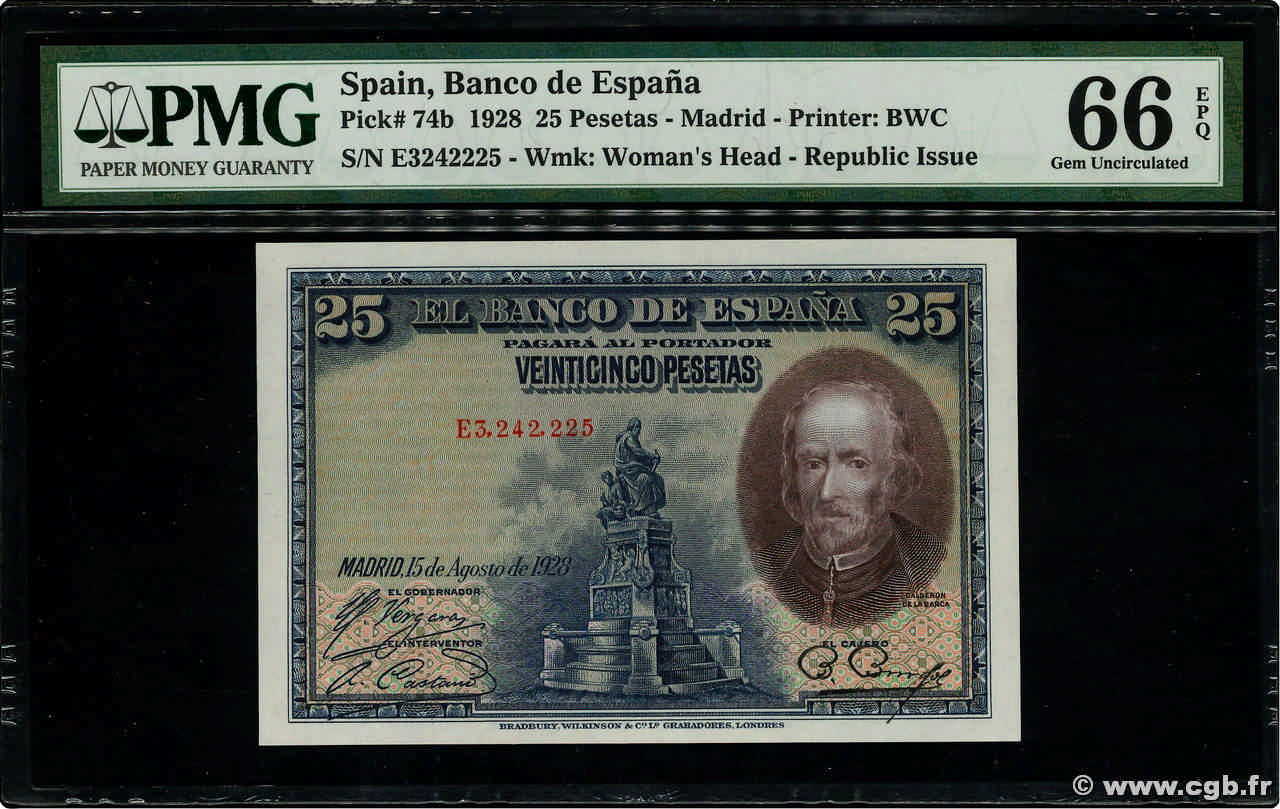 PMG
PAPER MONEY GUARANTY
Spain, Banco de España
Pick# 74b 1928 25 Pesetas - Madrid - Printer: BWC
S/N E3242225 - Wmk: Woman's Head - Republic Issue
66
EPQ
Gem Uncirculated
25 EL BANCO DE ESPAÑA 25
PAGARÁ AL PORTADOR
VEINTICINCO PESETAS
E3,242,225
MADRID, 15 de Agosto de 1928
CALDERON
DE LA BARCA
EL GOBERNADOR
Vergara
EL INTERVENTOR
A. Castaño
EL CAJERO
BRADBURY, WILKINSON & Cº Lº GRABADORES, LONDRES
© www.cgb.fr